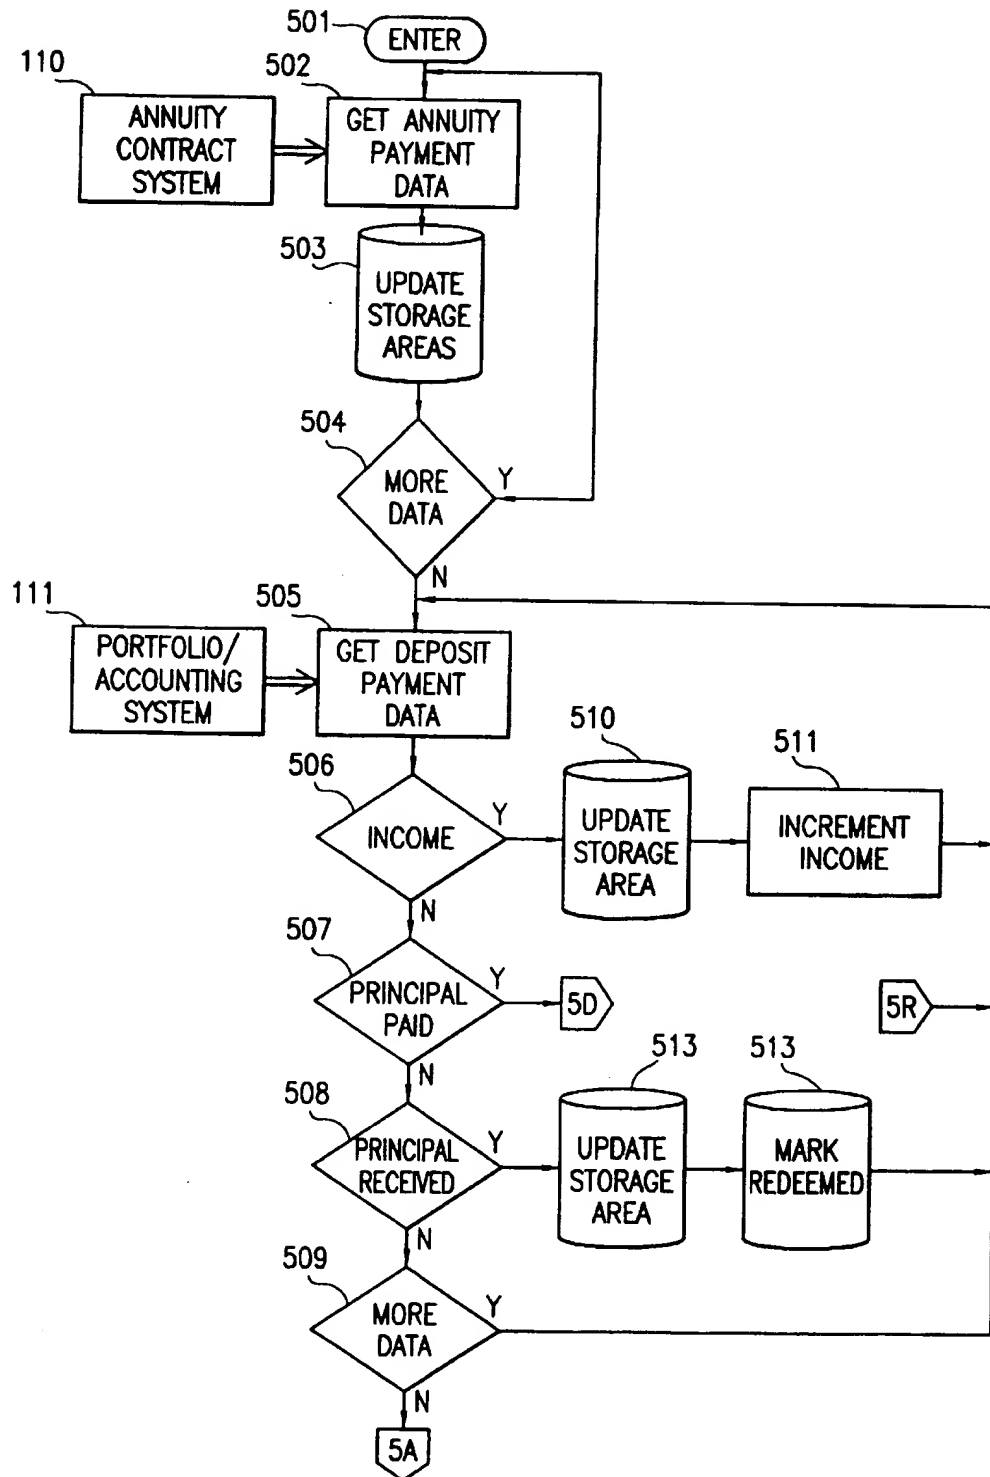 501
ENTER
110
502
ANNUITY
CONTRACT
SYSTEM
GET ANNUITY
PAYMENT
DATA
503
UPDATE
STORAGE
AREAS
504
MORE
DATA
Y
N
111
505
PORTFOLIO/
ACCOUNTING
SYSTEM
GET DEPOSIT
PAYMENT
DATA
506
INCOME
Y
N
510
UPDATE
STORAGE
AREA
511
INCREMENT
INCOME
507
PRINCIPAL
PAID
Y
N
5D
5R
508
PRINCIPAL
RECEIVED
Y
N
513
UPDATE
STORAGE
AREA
513
MARK
REDEEMED
509
MORE
DATA
Y
N
5A